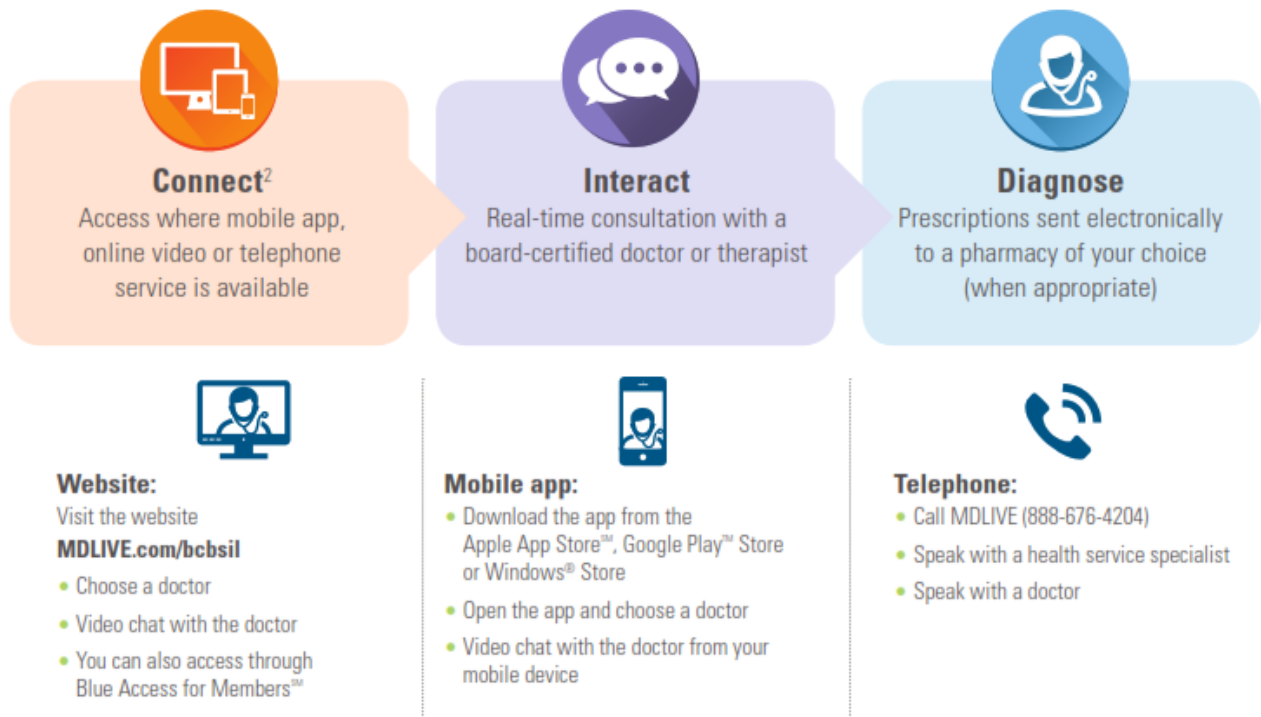 Connect²
Access where mobile app,
online video or telephone
service is available
Interact
Real-time consultation with a
board-certified doctor or therapist
Diagnose
Prescriptions sent electronically
to a pharmacy of your choice
(when appropriate)
Website:
Visit the website
MDLIVE.com/bcbsil
• Choose a doctor
• Video chat with the doctor
• You can also access through
Blue Access for Members℠
Mobile app:
• Download the app from the
Apple App Store℠, Google Play™ Store
or Windows® Store
• Open the app and choose a doctor
• Video chat with the doctor from your
mobile device
Telephone:
• Call MDLIVE (888-676-4204)
• Speak with a health service specialist
• Speak with a doctor